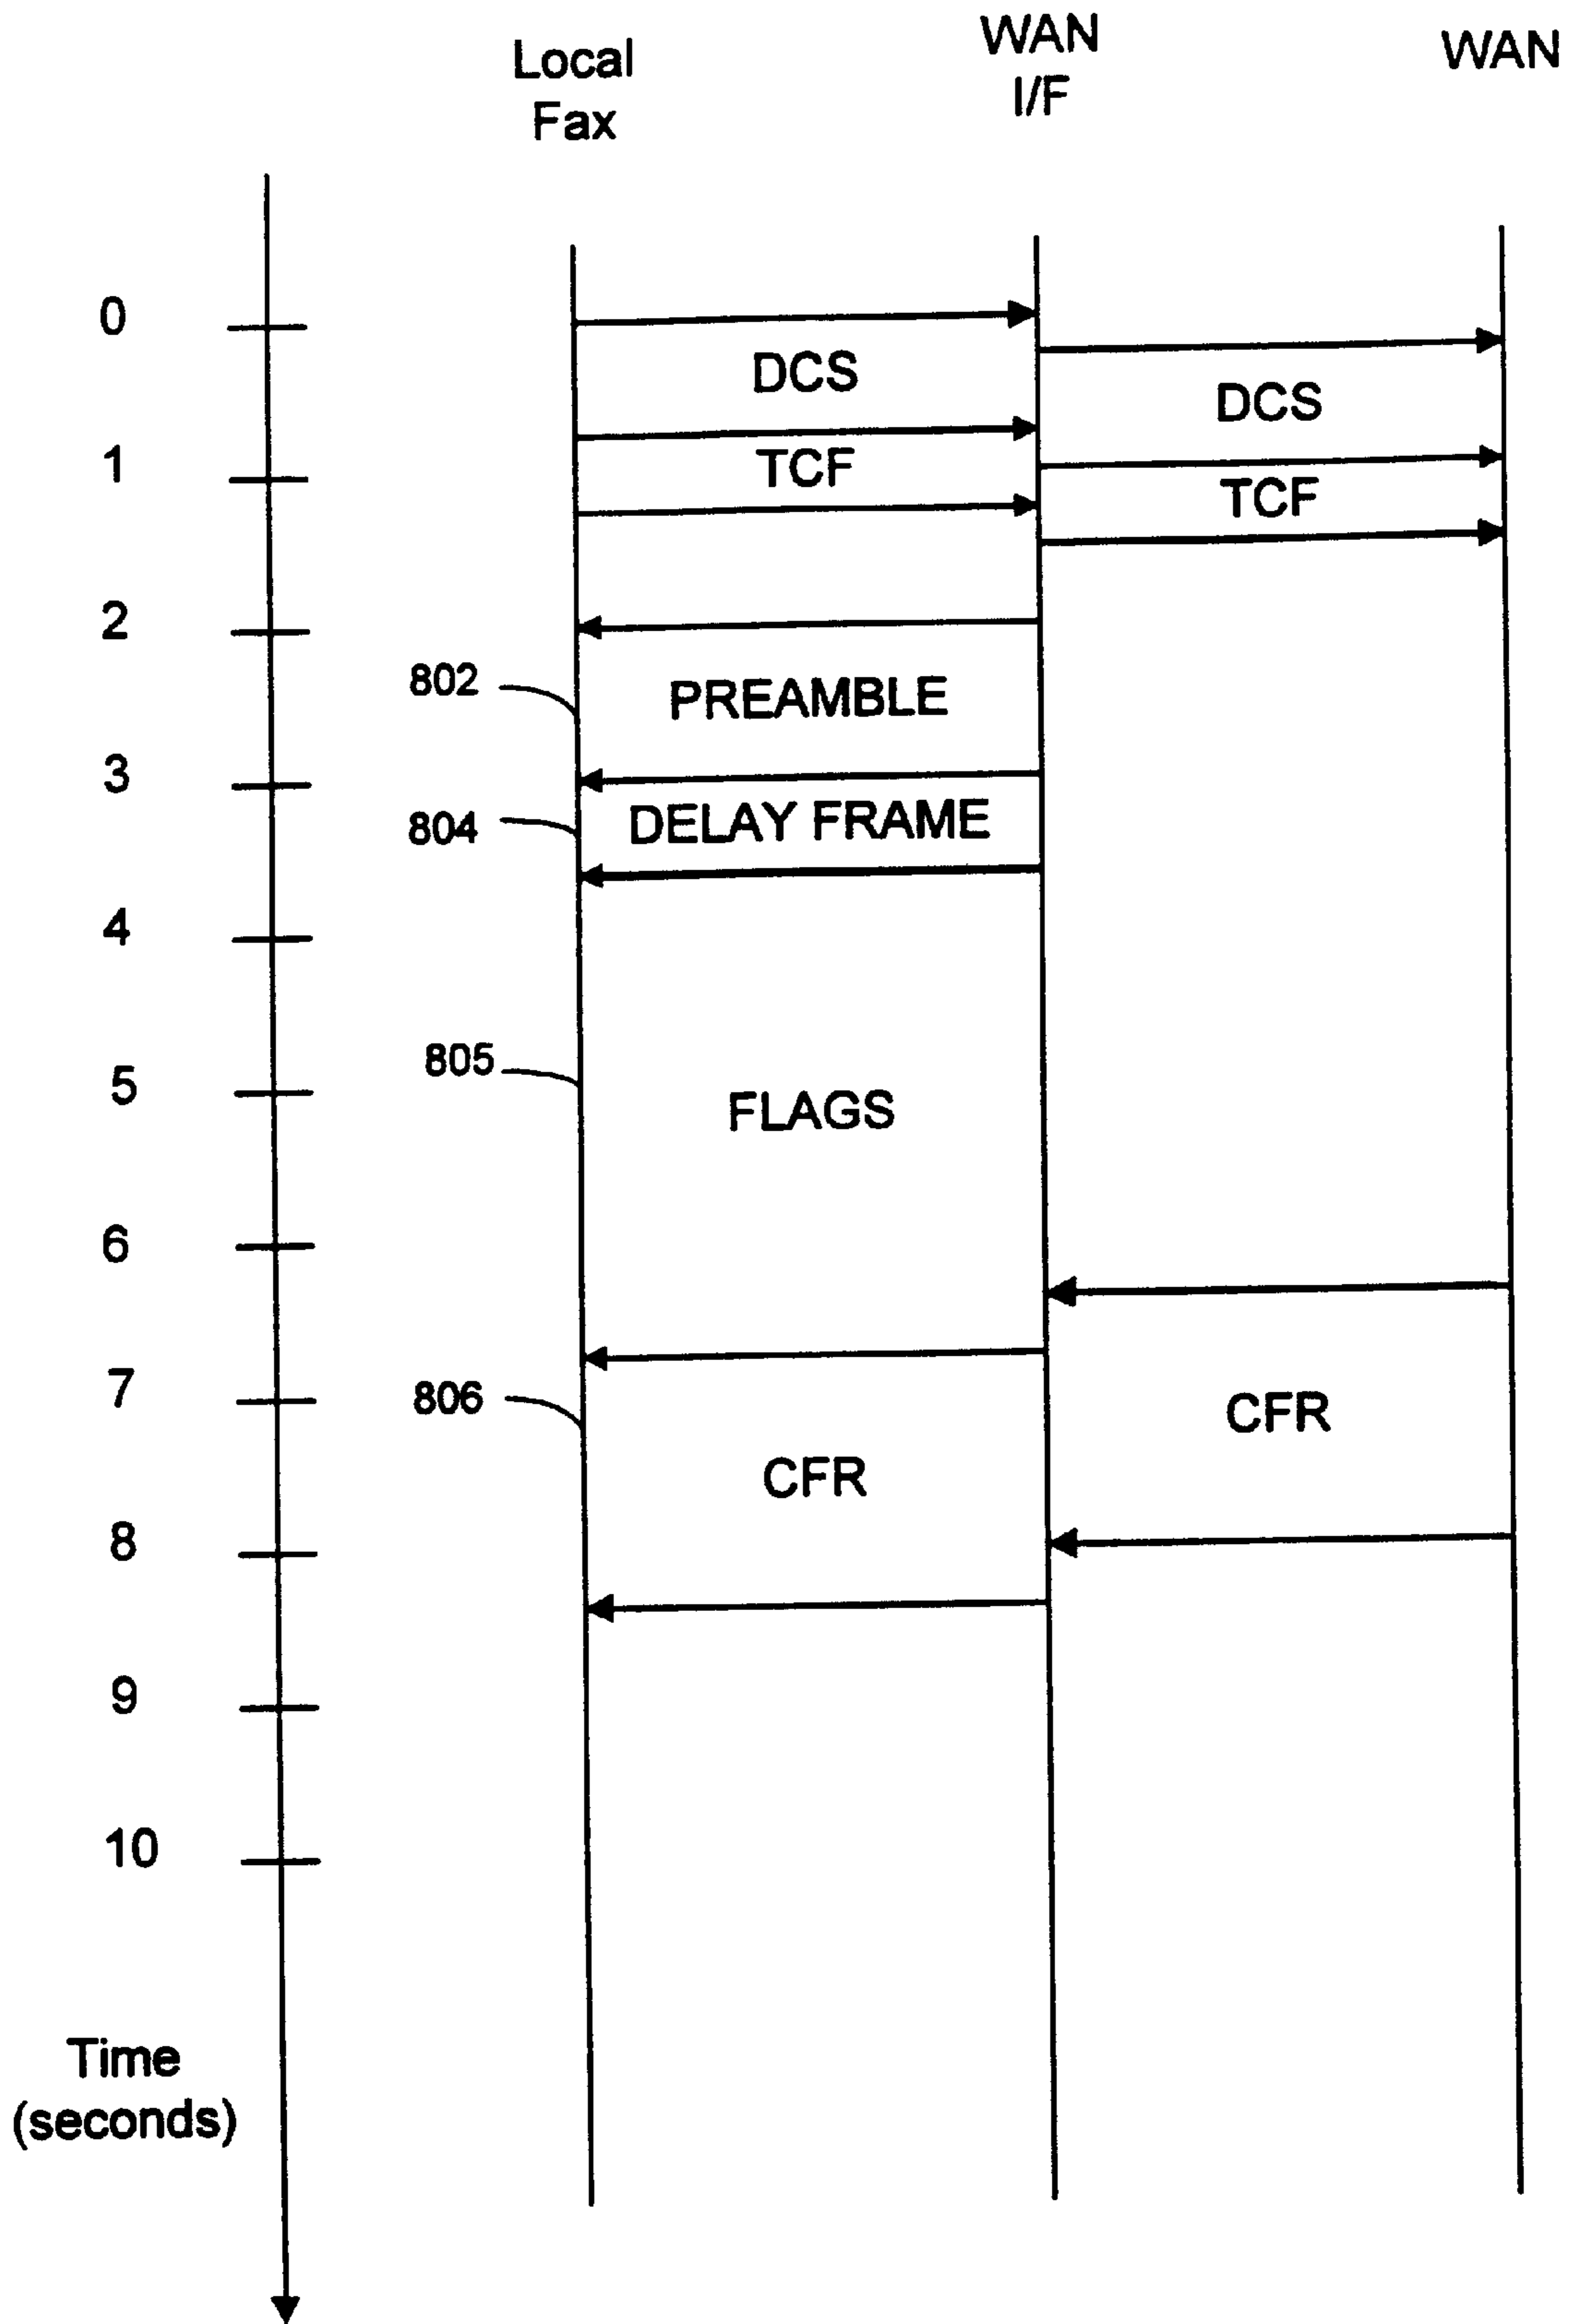 Local
Fax
WAN
I/F
WAN
0
DCS
DCS
1
TCF
TCF
2
802
PREAMBLE
3
804
DELAY FRAME
4
805
5
FLAGS
6
7
806
CFR
CFR
8
9
10
Time
(seconds)